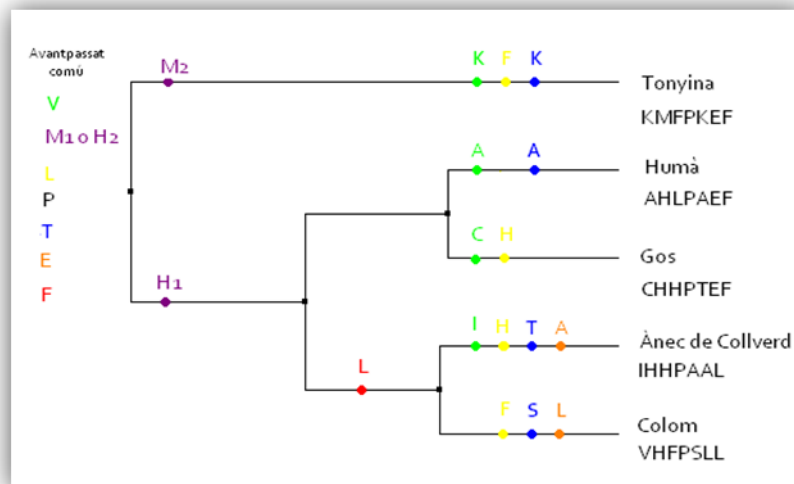 Avantpassat
comú
V
M1 o H2
L
P
T
E
F
M2
K F K
Tonyina
KMFPKEF
A A
Humà
AHLPAEF
C H
Gos
CHHPTEF
H1
I H T A
Ànec de Collverd
IHHPAAL
L
F S L
Colom
VHFPSLL